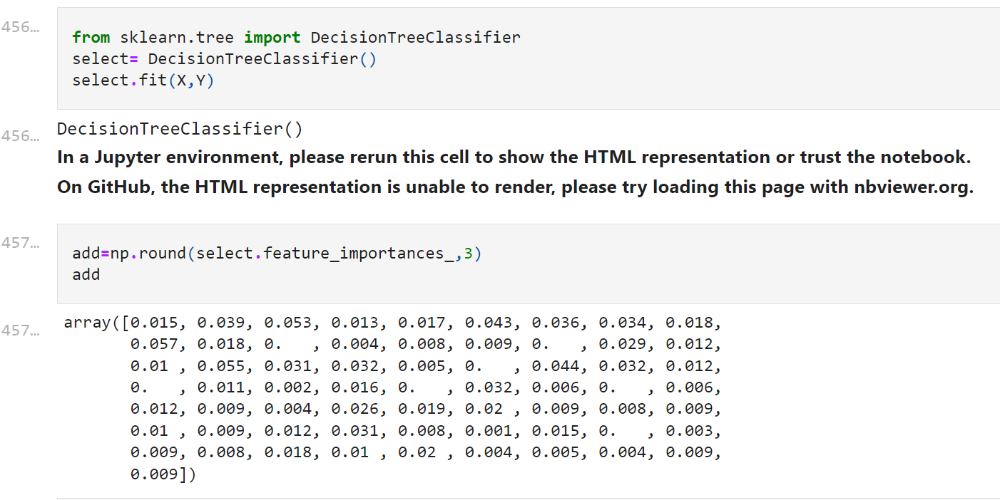 456…
from sklearn.tree import DecisionTreeClassifier
select= DecisionTreeClassifier()
select.fit(X,Y)
456…
DecisionTreeClassifier()
In a Jupyter environment, please rerun this cell to show the HTML representation or trust the notebook.
On GitHub, the HTML representation is unable to render, please try loading this page with nbviewer.org.
457…
add=np.round(select.feature_importances_,3)
add
457…
array([0.015, 0.039, 0.053, 0.013, 0.017, 0.043, 0.036, 0.034, 0.018,
0.057, 0.018, 0.   , 0.004, 0.008, 0.009, 0.   , 0.029, 0.012,
0.01 , 0.055, 0.031, 0.032, 0.005, 0.   , 0.044, 0.032, 0.012,
0.   , 0.011, 0.002, 0.016, 0.   , 0.032, 0.006, 0.   , 0.006,
0.012, 0.009, 0.004, 0.026, 0.019, 0.02 , 0.009, 0.008, 0.009,
0.01 , 0.009, 0.012, 0.031, 0.008, 0.001, 0.015, 0.   , 0.003,
0.009, 0.008, 0.018, 0.01 , 0.02 , 0.004, 0.005, 0.004, 0.009,
0.009])